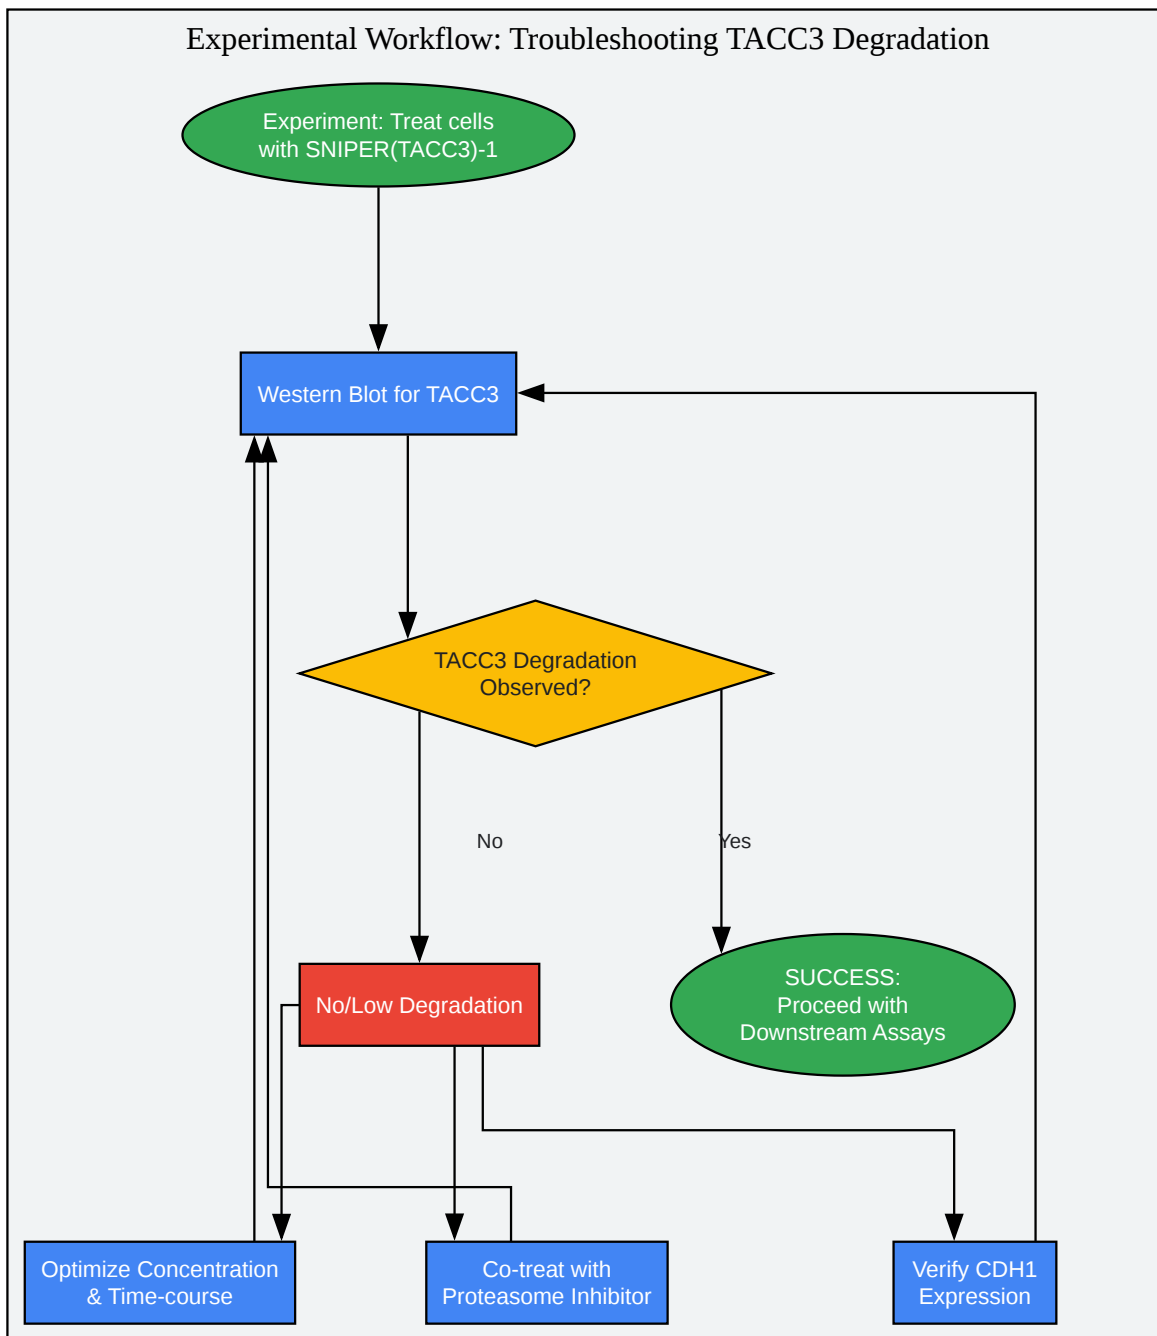 Experimental Workflow: Troubleshooting TACC3 Degradation
Experiment: Treat cells
with SNIPER(TACC3)-1
Western Blot for TACC3
TACC3 Degradation
Observed?
No
Yes
No/Low Degradation
SUCCESS:
Proceed with
Downstream Assays
Optimize Concentration
& Time-course
Co-treat with
Proteasome Inhibitor
Verify CDH1
Expression